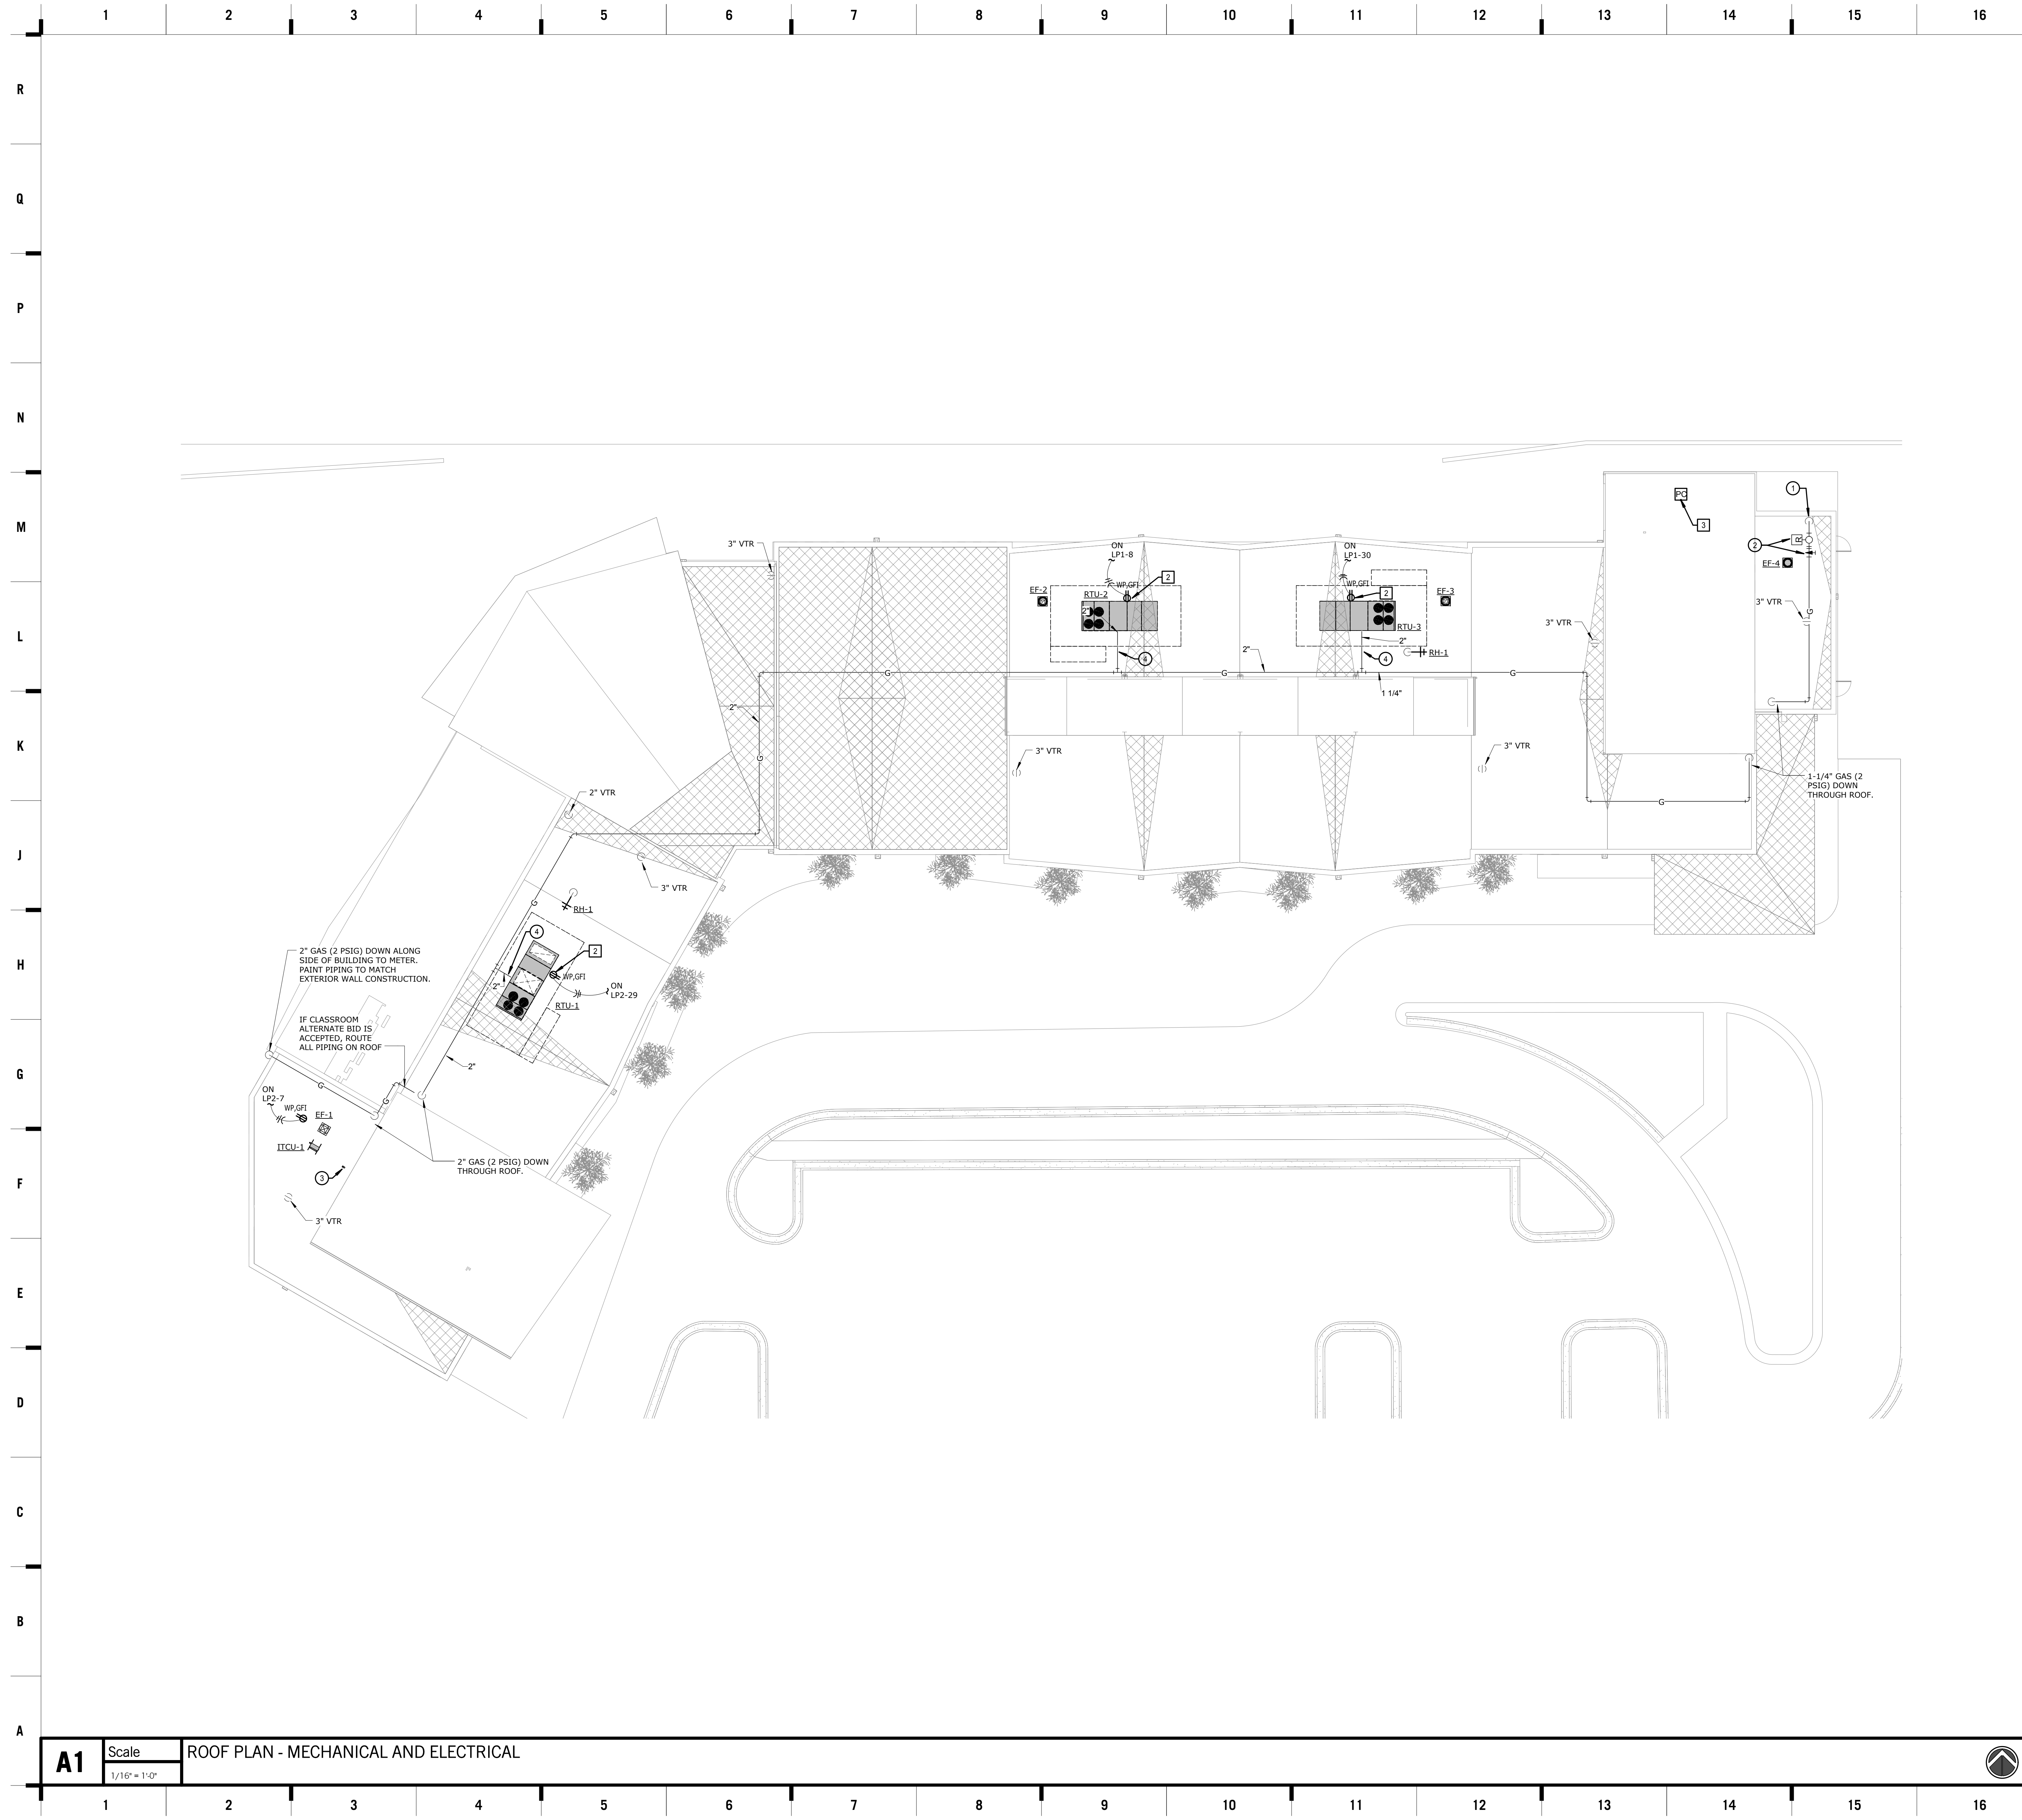 1 2 3 4 5 6 7 8 9 10 11 12 13 14 15 16
R
Q
P
N
M
L
K
J
H
G
F
E
D
C
B
A
3" VTR
ON
LP1-8
WP,GFI
2
EF-2
RTU-2
2"
4
ON
LP1-30
WP,GFI
2
EF-3
RTU-3
2"
4
RH-1
PC
3
1
2
R
EF-4
3" VTR
G
3" VTR
G
2"
G
G
1 1/4"
2"
G
3" VTR
3" VTR
1-1/4" GAS (2
PSIG) DOWN
THROUGH ROOF.
G
2" VTR
3" VTR
G
RH-1
4
2
WP,GFI
2"
ON
LP2-29
RTU-1
2" GAS (2 PSIG) DOWN ALONG
SIDE OF BUILDING TO METER.
PAINT PIPING TO MATCH
EXTERIOR WALL CONSTRUCTION.
IF CLASSROOM
ALTERNATE BID IS
ACCEPTED, ROUTE
ALL PIPING ON ROOF
2"
G
G
ON
LP2-7
WP,GFI
EF-1
ITCU-1
3
2" GAS (2 PSIG) DOWN
THROUGH ROOF.
3" VTR
A1
Scale
1/16" = 1'-0"
ROOF PLAN - MECHANICAL AND ELECTRICAL
1 2 3 4 5 6 7 8 9 10 11 12 13 14 15 16